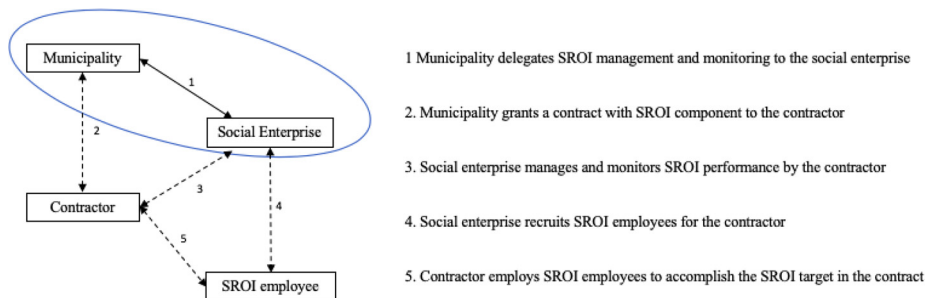 Municipality
1
Social Enterprise
2
3
Contractor
4
5
SROI employee
1 Municipality delegates SROI management and monitoring to the social enterprise
2. Municipality grants a contract with SROI component to the contractor
3. Social enterprise manages and monitors SROI performance by the contractor
4. Social enterprise recruits SROI employees for the contractor
5. Contractor employs SROI employees to accomplish the SROI target in the contract